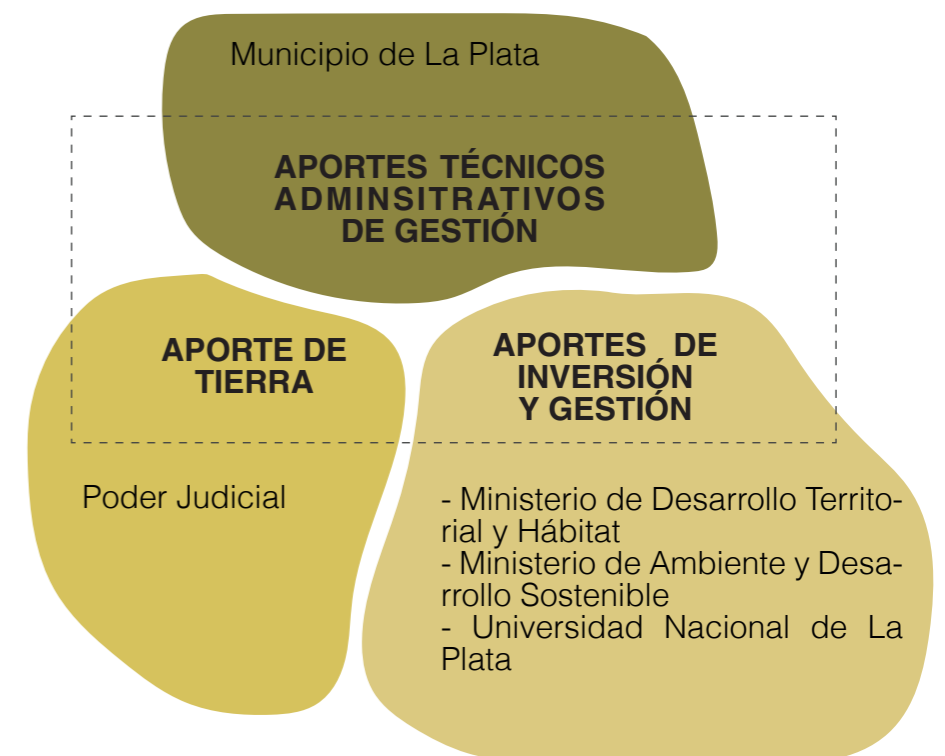 Municipio de La Plata
APORTES TÉCNICOS
ADMINSITRATIVOS
DE GESTIÓN
APORTE DE
TIERRA
Poder Judicial
APORTES DE
INVERSIÓN
Y GESTIÓN
- Ministerio de Desarrollo Territo-
rial y Hábitat
- Ministerio de Ambiente y Desa-
rrollo Sostenible
- Universidad Nacional de La
Plata